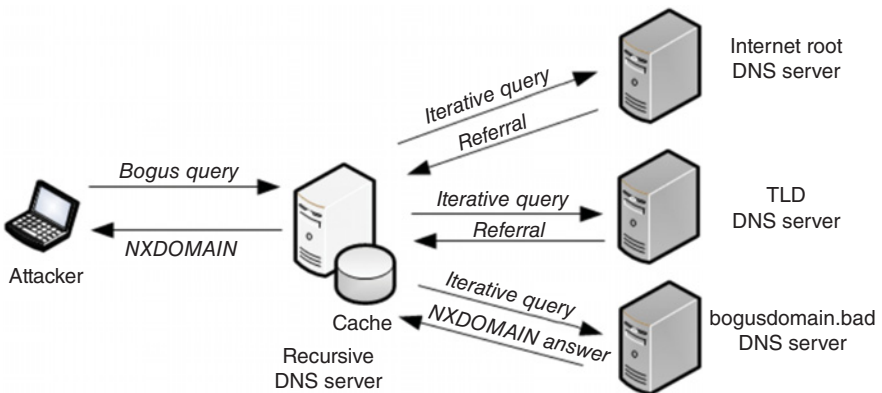 Internet root
DNS server
Iterative query
Referral
Bogus query
NXDOMAIN
Attacker
Iterative query
Referral
TLD
DNS server
Iterative query
NXDOMAIN answer
Cache
Recursive
DNS server
bogusdomain.bad
DNS server